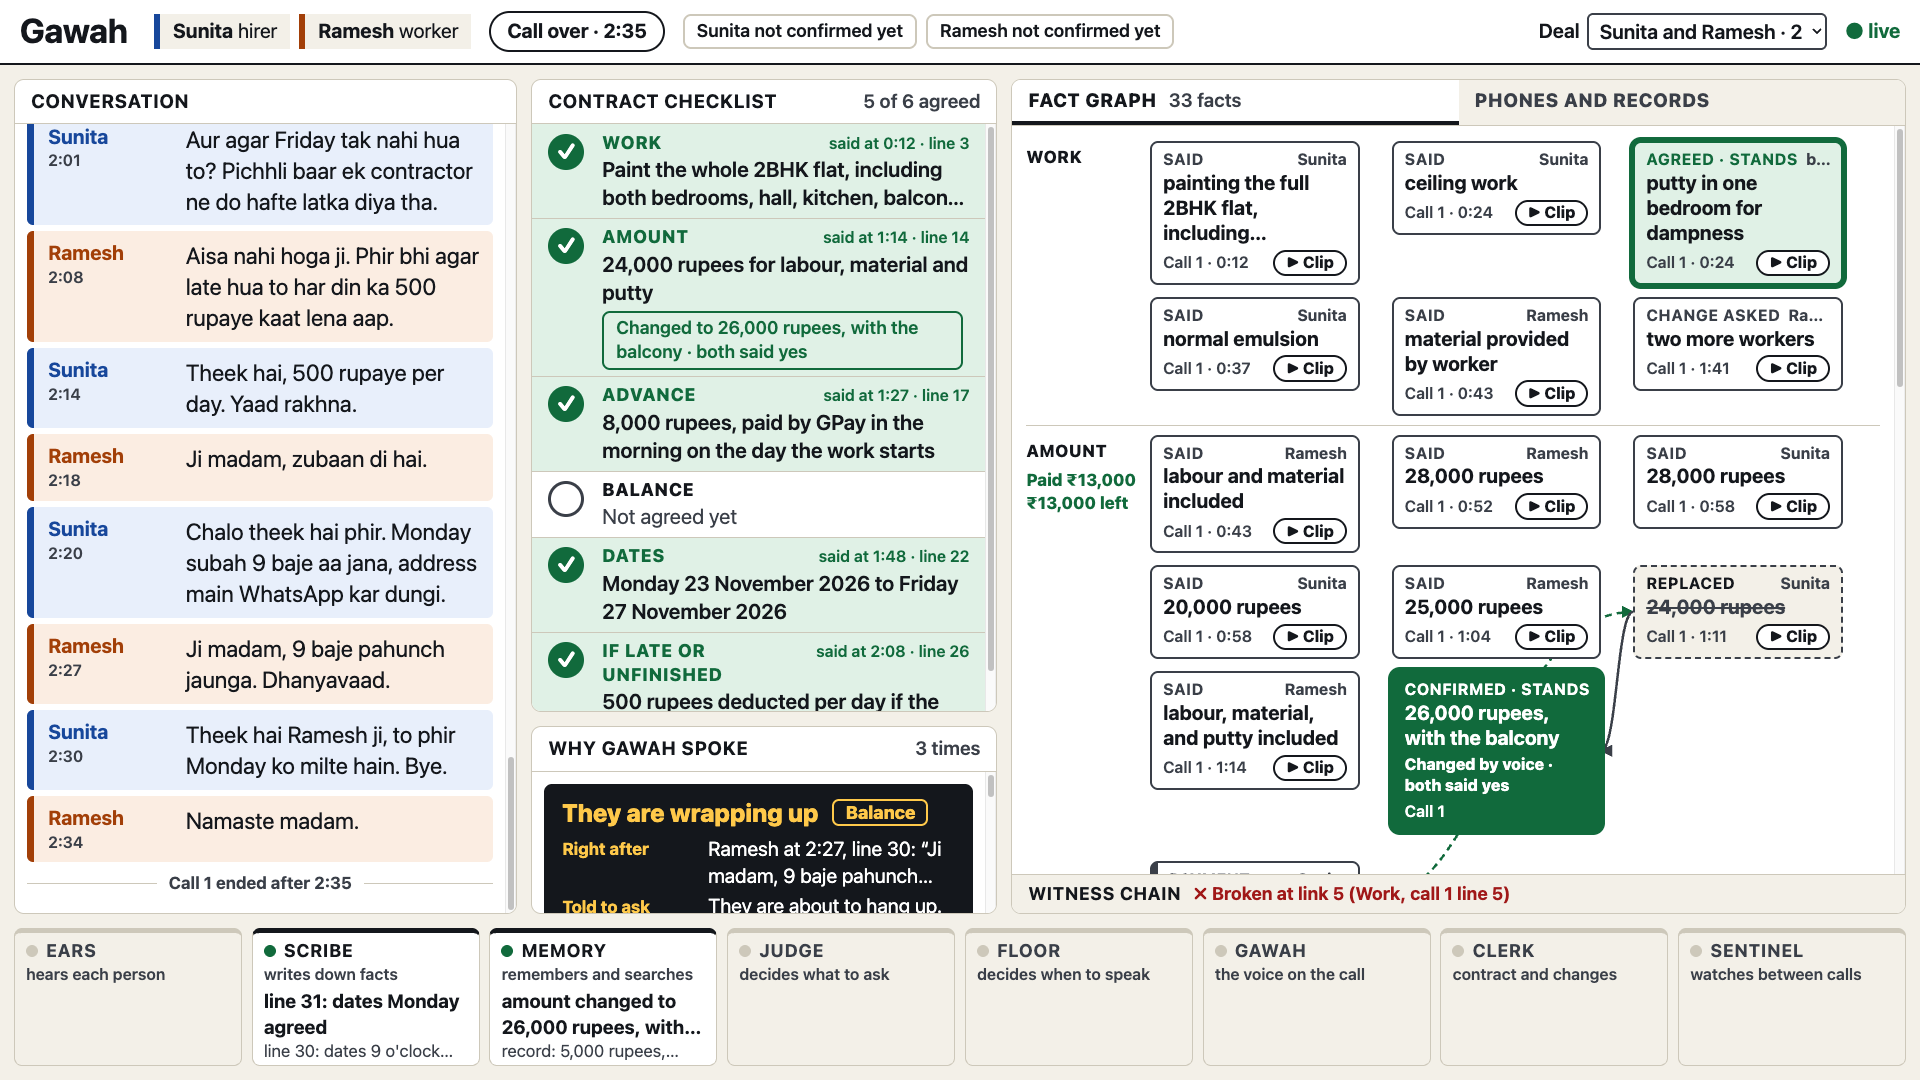 Gawah
Sunita hirer
Ramesh worker
Call over · 2:35
Sunita not confirmed yet
Ramesh not confirmed yet
Deal
Sunita and Ramesh · 2
live
CONVERSATION
Sunita
2:01
Aur agar Friday tak nahi hua
to? Pichhli baar ek contractor
ne do hafte latka diya tha.
Ramesh
2:08
Aisa nahi hoga ji. Phir bhi agar
late hua to har din ka 500
rupaye kaat lena aap.
Sunita
2:14
Theek hai, 500 rupaye per
day. Yaad rakhna.
Ramesh
2:18
Ji madam, zubaan di hai.
Sunita
2:20
Chalo theek hai phir. Monday
subah 9 baje aa jana, address
main WhatsApp kar dungi.
Ramesh
2:27
Ji madam, 9 baje pahunch
jaunga. Dhanyavaad.
Sunita
2:30
Theek hai Ramesh ji, to phir
Monday ko milte hain. Bye.
Ramesh
2:34
Namaste madam.
Call 1 ended after 2:35
CONTRACT CHECKLIST
5 of 6 agreed
WORK
said at 0:12 · line 3
Paint the whole 2BHK flat, including
both bedrooms, hall, kitchen, balcon...
AMOUNT
said at 1:14 · line 14
24,000 rupees for labour, material and
putty
Changed to 26,000 rupees, with the
balcony · both said yes
ADVANCE
said at 1:27 · line 17
8,000 rupees, paid by GPay in the
morning on the day the work starts
BALANCE
Not agreed yet
DATES
said at 1:48 · line 22
Monday 23 November 2026 to Friday
27 November 2026
IF LATE OR
UNFINISHED
said at 2:08 · line 26
500 rupees deducted per day if the
WHY GAWAH SPOKE
3 times
They are wrapping up
Balance
Right after
Ramesh at 2:27, line 30: “Ji
madam, 9 baje pahunch...
Told to ask
They are about to hang up.
FACT GRAPH 33 facts
PHONES AND RECORDS
WORK
SAID Sunita
painting the full
2BHK flat,
including...
Call 1 · 0:12
Clip
SAID Sunita
ceiling work
Call 1 · 0:24
Clip
AGREED · STANDS b...
putty in one
bedroom for
dampness
Call 1 · 0:24
Clip
SAID Sunita
normal emulsion
Call 1 · 0:37
Clip
SAID Ramesh
material provided
by worker
Call 1 · 0:43
Clip
CHANGE ASKED Ra...
two more workers
Call 1 · 1:41
Clip
AMOUNT
Paid ₹13,000
₹13,000 left
SAID Ramesh
labour and material
included
Call 1 · 0:43
Clip
SAID Ramesh
28,000 rupees
Call 1 · 0:52
Clip
SAID Sunita
28,000 rupees
Call 1 · 0:58
Clip
SAID Sunita
20,000 rupees
Call 1 · 0:58
Clip
SAID Ramesh
25,000 rupees
Call 1 · 1:04
Clip
REPLACED Sunita
24,000 rupees
Call 1 · 1:11
Clip
SAID Ramesh
labour, material,
and putty included
Call 1 · 1:14
Clip
CONFIRMED · STANDS
26,000 rupees,
with the balcony
Changed by voice ·
both said yes
Call 1
WITNESS CHAIN
✕ Broken at link 5 (Work, call 1 line 5)
EARS
hears each person
SCRIBE
writes down facts
line 31: dates Monday
agreed
line 30: dates 9 o'clock...
MEMORY
remembers and searches
amount changed to
26,000 rupees, with...
record: 5,000 rupees,...
JUDGE
decides what to ask
FLOOR
decides when to speak
GAWAH
the voice on the call
CLERK
contract and changes
SENTINEL
watches between calls